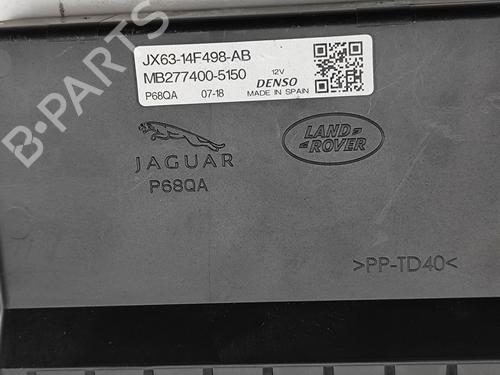 JX63-14F498-AB
MB277400-5150
12V
DENSO
P68QA 07-18 MADE IN SPAIN
JAGUAR
P68QA
LAND
ROVER
>PP-TD40<
B-PARTS